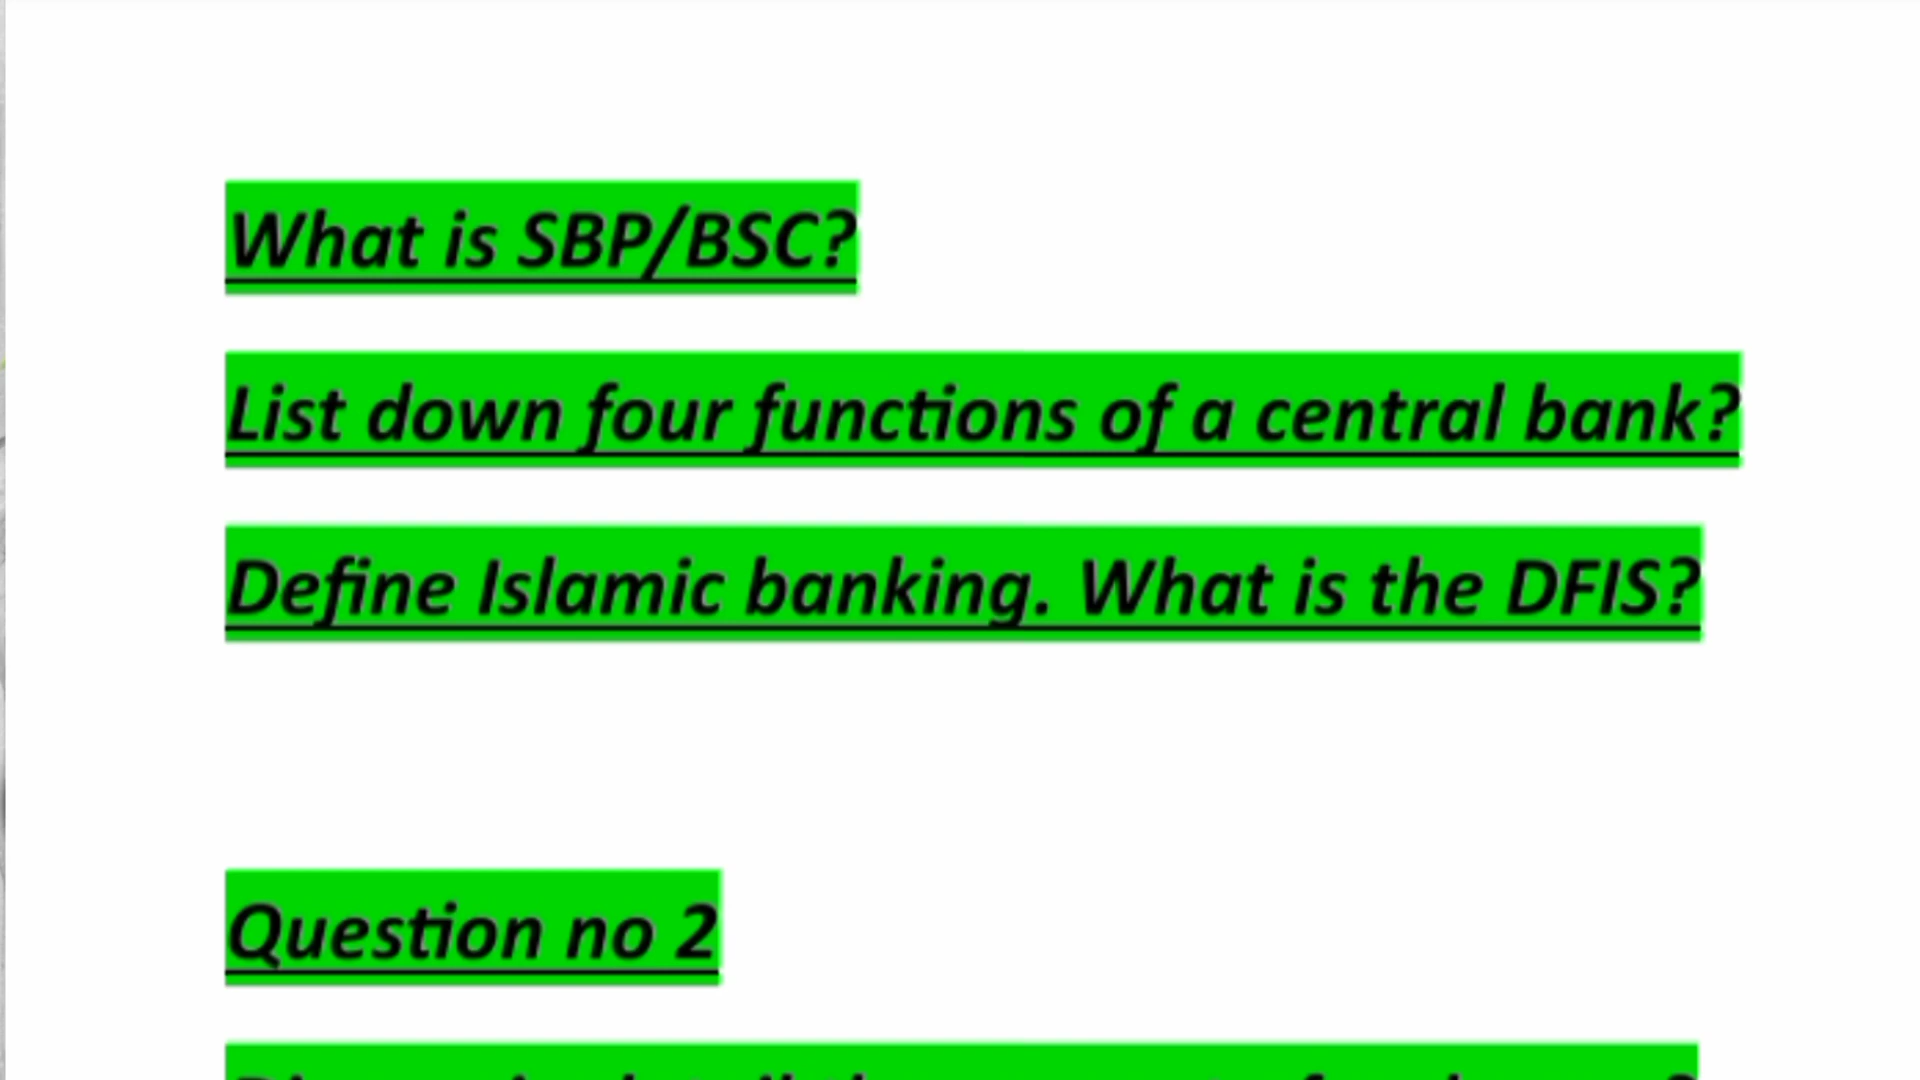 What is SBP/BSC?
List down four functions of a central bank?
Define Islamic banking. What is the DFIS?
Question no 2